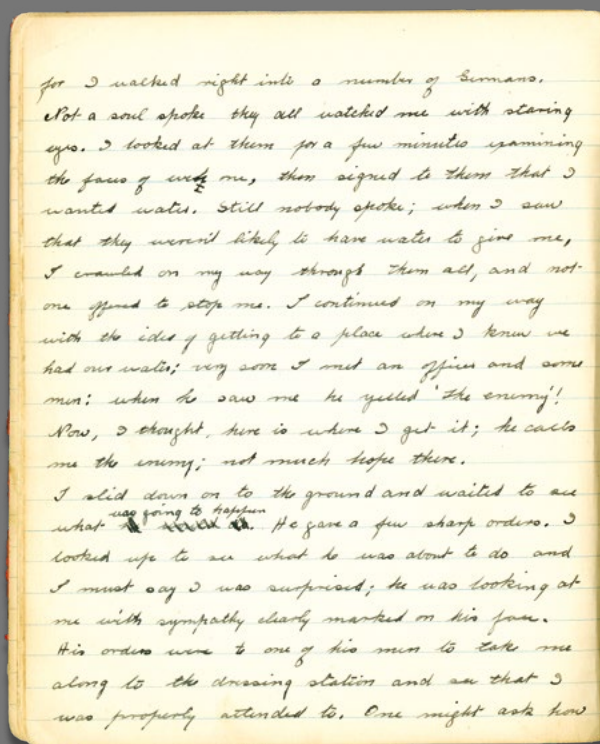 for I walked right into a number of Germans.
Not a soul spoke they all watched me with staring
eyes. I looked at them for a few minutes examining
the faces of each one, then signed to them that I
wanted water. Still nobody spoke; when I saw
that they weren't likely to have water to give me,
I crawled on my way through them all, and not
one offered to stop me. I continued on my way
with the idea of getting to a place where I knew we
had our water; very soon I met an officer and some
men: when he saw me he yelled 'the enemy'!
Now, I thought, here is where I get it; he calls
me the enemy; not much hope there.
I slid down on to the ground and waited to see
what was going to happen. He gave a few sharp orders. I
looked up to see what he was about to do and
I must say I was surprised; he was looking at
me with sympathy clearly marked on his face.
His orders were to one of his men to take me
along to the dressing station and see that I
was properly attended to. One might ask how